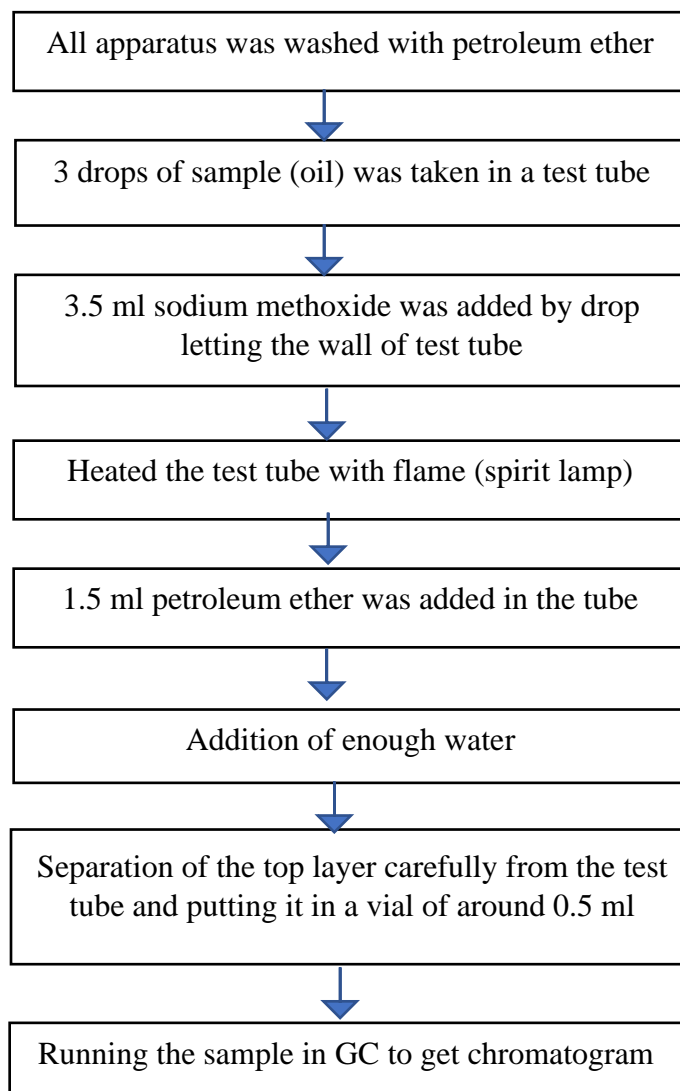 All apparatus was washed with petroleum ether
3 drops of sample (oil) was taken in a test tube
3.5 ml sodium methoxide was added by drop
letting the wall of test tube
Heated the test tube with flame (spirit lamp)
1.5 ml petroleum ether was added in the tube
Addition of enough water
Separation of the top layer carefully from the test
tube and putting it in a vial of around 0.5 ml
Running the sample in GC to get chromatogram